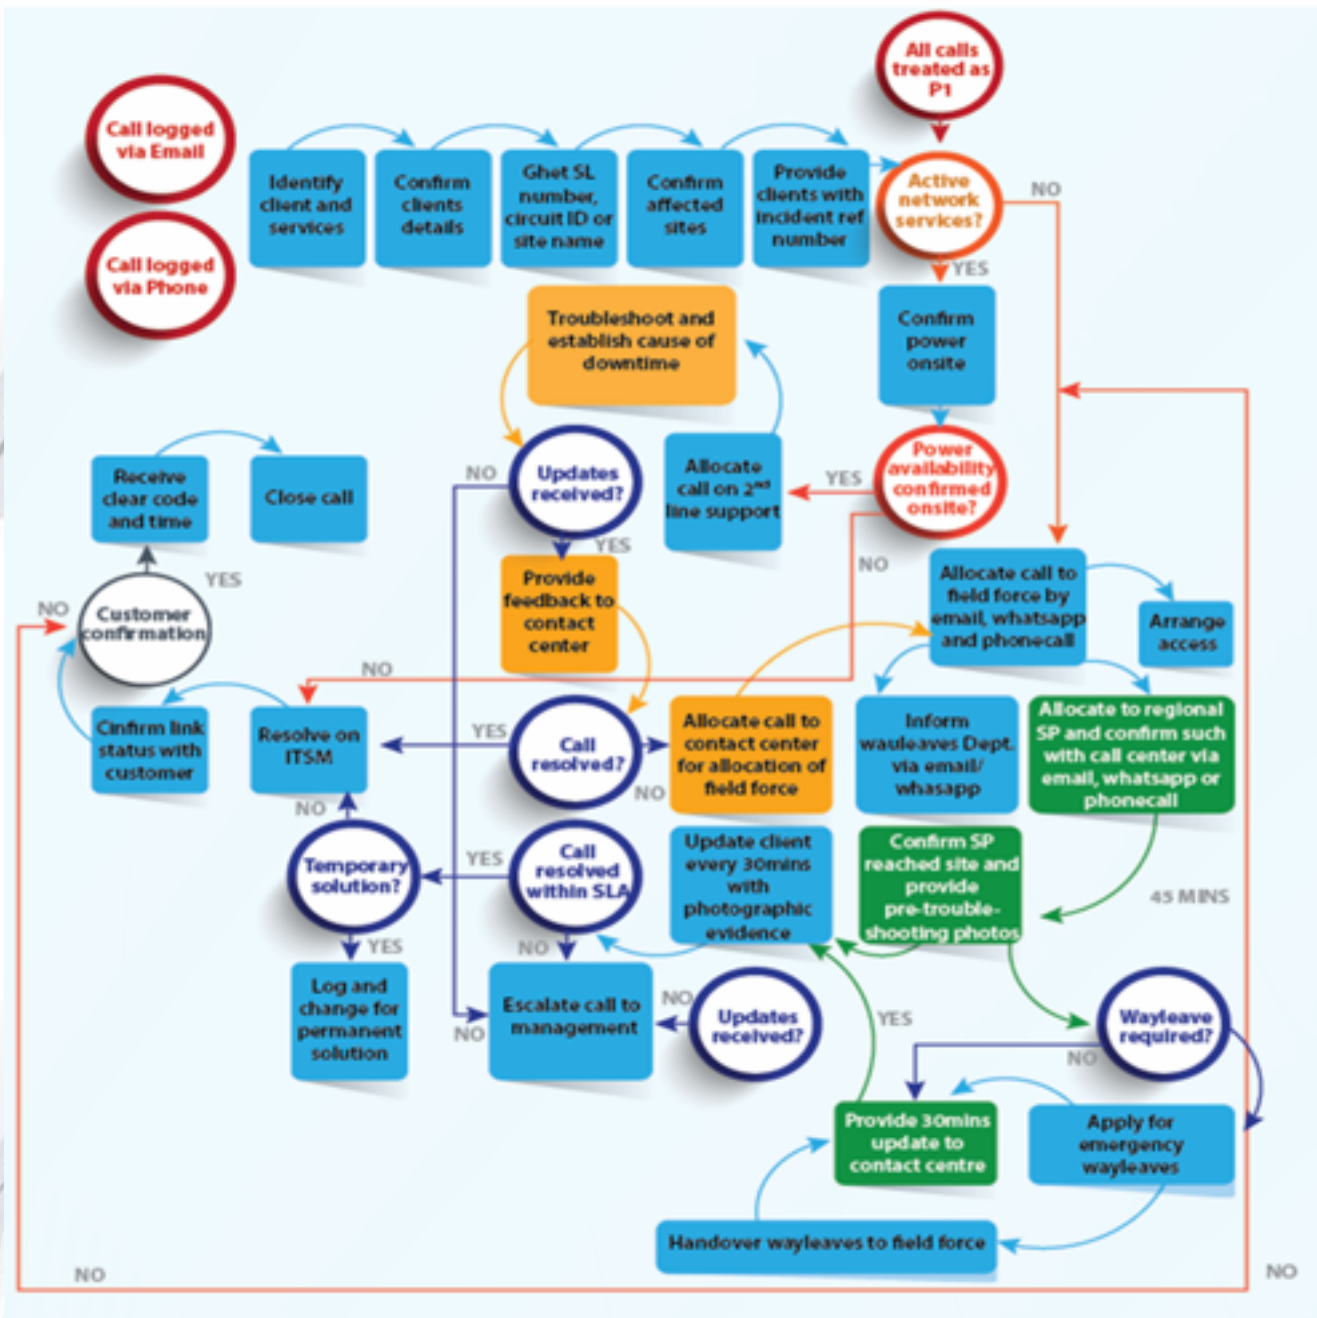 All calls
treated as
P1
Call logged
via Email
Identify
client and
services
Confirm
clients
details
Ghet SL
number,
circuit ID or
site name
Confirm
affected
sites
Provide
clients with
incident ref
number
Active
network
services?
NO
YES
Call logged
via Phone
Troubleshoot and
establish cause of
downtime
Confirm
power
onsite
Receive
clear code
and time
Close call
NO
Updates
received?
YES
Allocate
call on 2nd
line support
YES
Power
availability
confirmed
onsite?
NO
Provide
feedback to
contact
center
Allocate call to
field force by
email, whatsapp
and phonecall
Arrange
access
YES
NO
Customer
confirmation
NO
Cinfirm link
status with
customer
Resolve on
ITSM
YES
Call
resolved?
NO
Allocate call to
contact center
for allocation of
field force
Inform
wauleaves Dept.
via email/
whasapp
Allocate to regional
SP and confirm such
with call center via
email, whatsapp or
phonecall
NO
Temporary
solution?
YES
YES
Call
resolved
within SLA
NO
Update client
every 30mins
with
photographic
evidence
Confirm SP
reached site and
provide
pre-trouble-
shooting photos
45 MINS
Log and
change for
permanent
solution
NO
Escalate call to
management
NO
Updates
received?
YES
Wayleave
required?
NO
Provide 30mins
update to
contact centre
Apply for
emergency
wayleaves
Handover wayleaves to field force
NO
NO